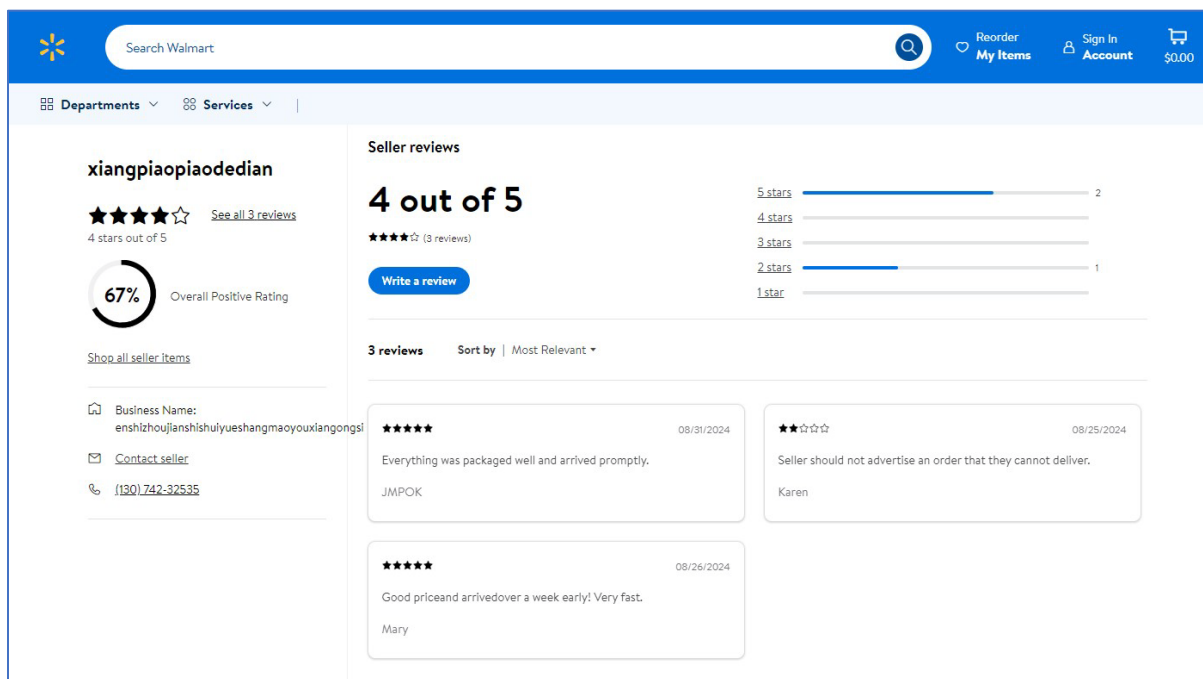 Search Walmart
Reorder
My Items
Sign In
Account
$0.00
Departments
Services
xiangpiaopiaodedian
See all 3 reviews
4 stars out of 5
67%
Overall Positive Rating
Shop all seller items
Business Name:
enshizhoujianshishuiyueshangmaoyouxiangongsi
Contact seller
(130) 742-32535
Seller reviews
4 out of 5
(3 reviews)
Write a review
5 stars 2
4 stars
3 stars
2 stars 1
1 star
3 reviews Sort by | Most Relevant
08/31/2024
Everything was packaged well and arrived promptly.
JMPOK
08/25/2024
Seller should not advertise an order that they cannot deliver.
Karen
08/26/2024
Good priceand arrivedover a week early! Very fast.
Mary